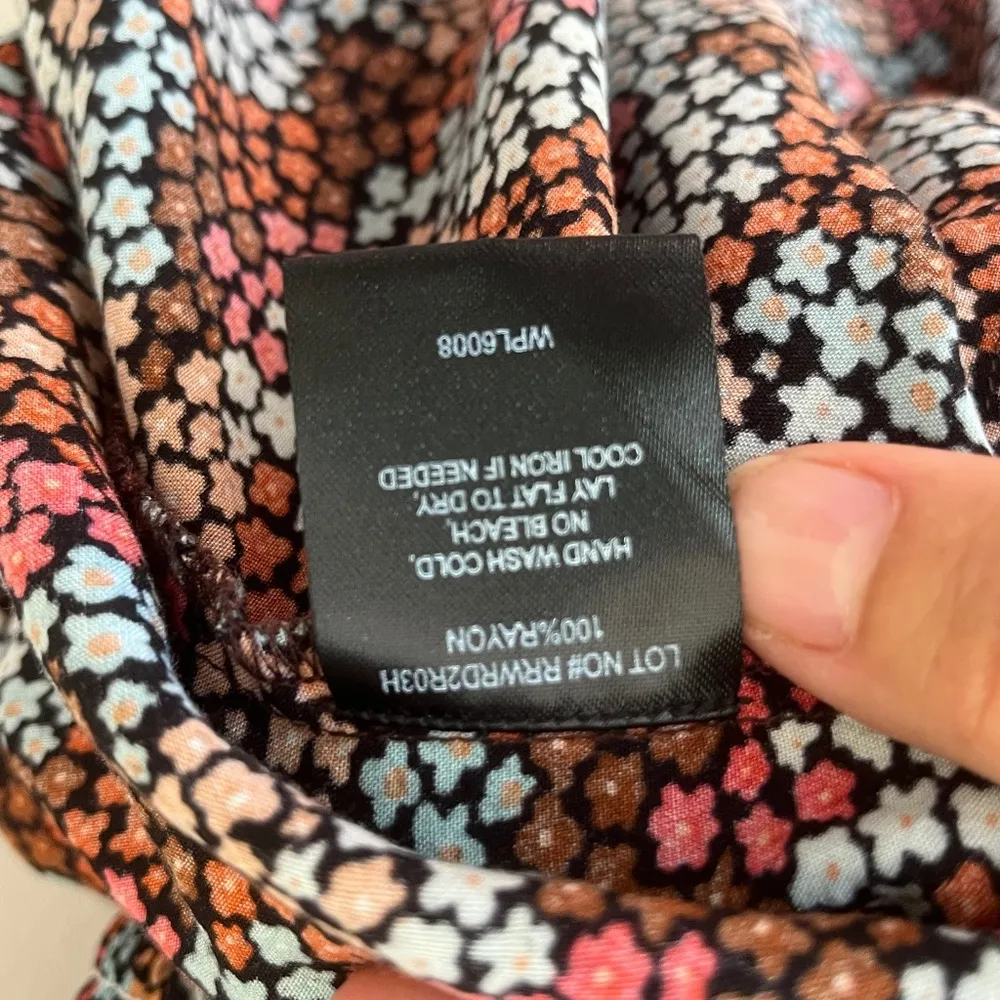 LOT NO# RRWRD2R03H
100%RAYON
HAND WASH COLD.
NO BLEACH,
LAY FLAT TO DRY,
COOL IRON IF NEEDED
WPL6008